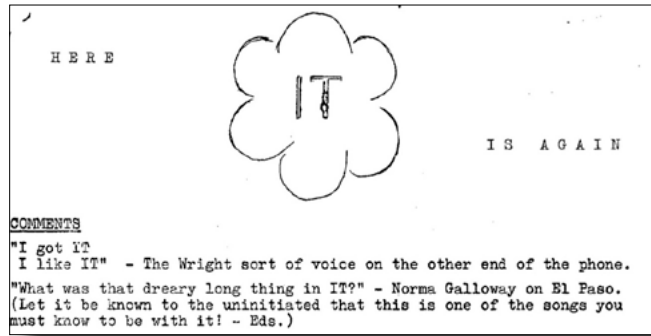 HERE
IT
IS AGAIN
COMMENTS
"I got IT
I like IT" - The Wright sort of voice on the other end of the phone.
"What was that dreary long thing in IT?" - Norma Galloway on El Paso.
(Let it be known to the uninitiated that this is one of the songs you
must know to be with it! - Eds.)